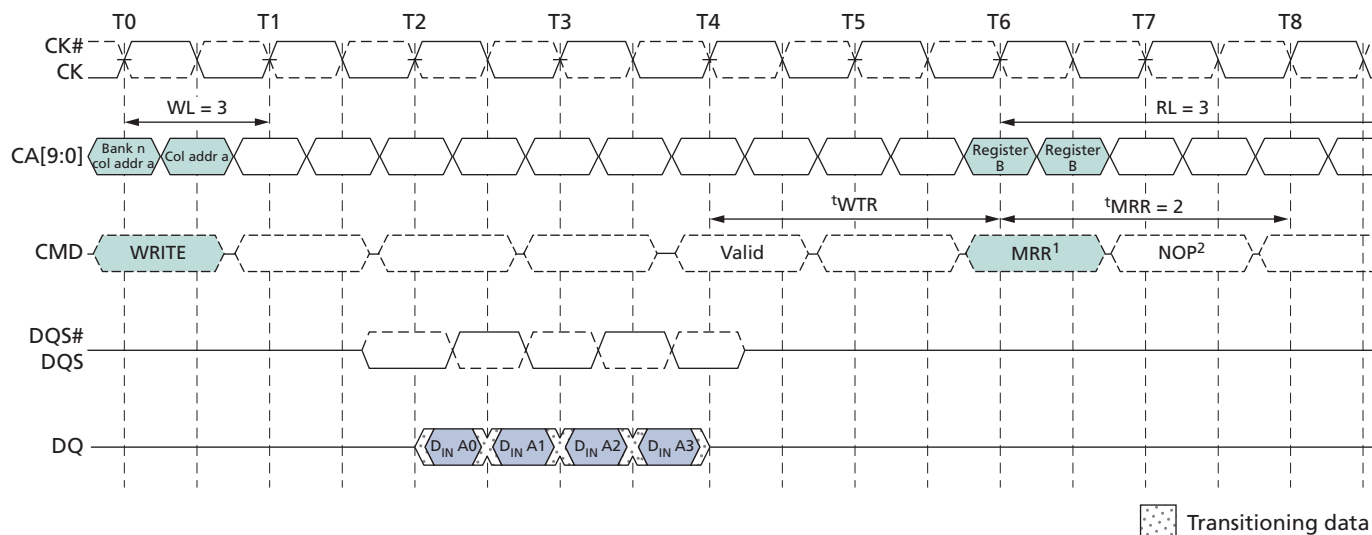 T0 T1 T2 T3 T4 T5 T6 T7 T8
CK#
CK
WL = 3
RL = 3
CA[9:0]
Bank n
col addr a
Col addr a
Register
B
Register
B
tWTR
tMRR = 2
CMD
WRITE
Valid
MRR1
NOP2
DQS#
DQS
DQ
DIN A0
DIN A1
DIN A2
DIN A3
Transitioning data